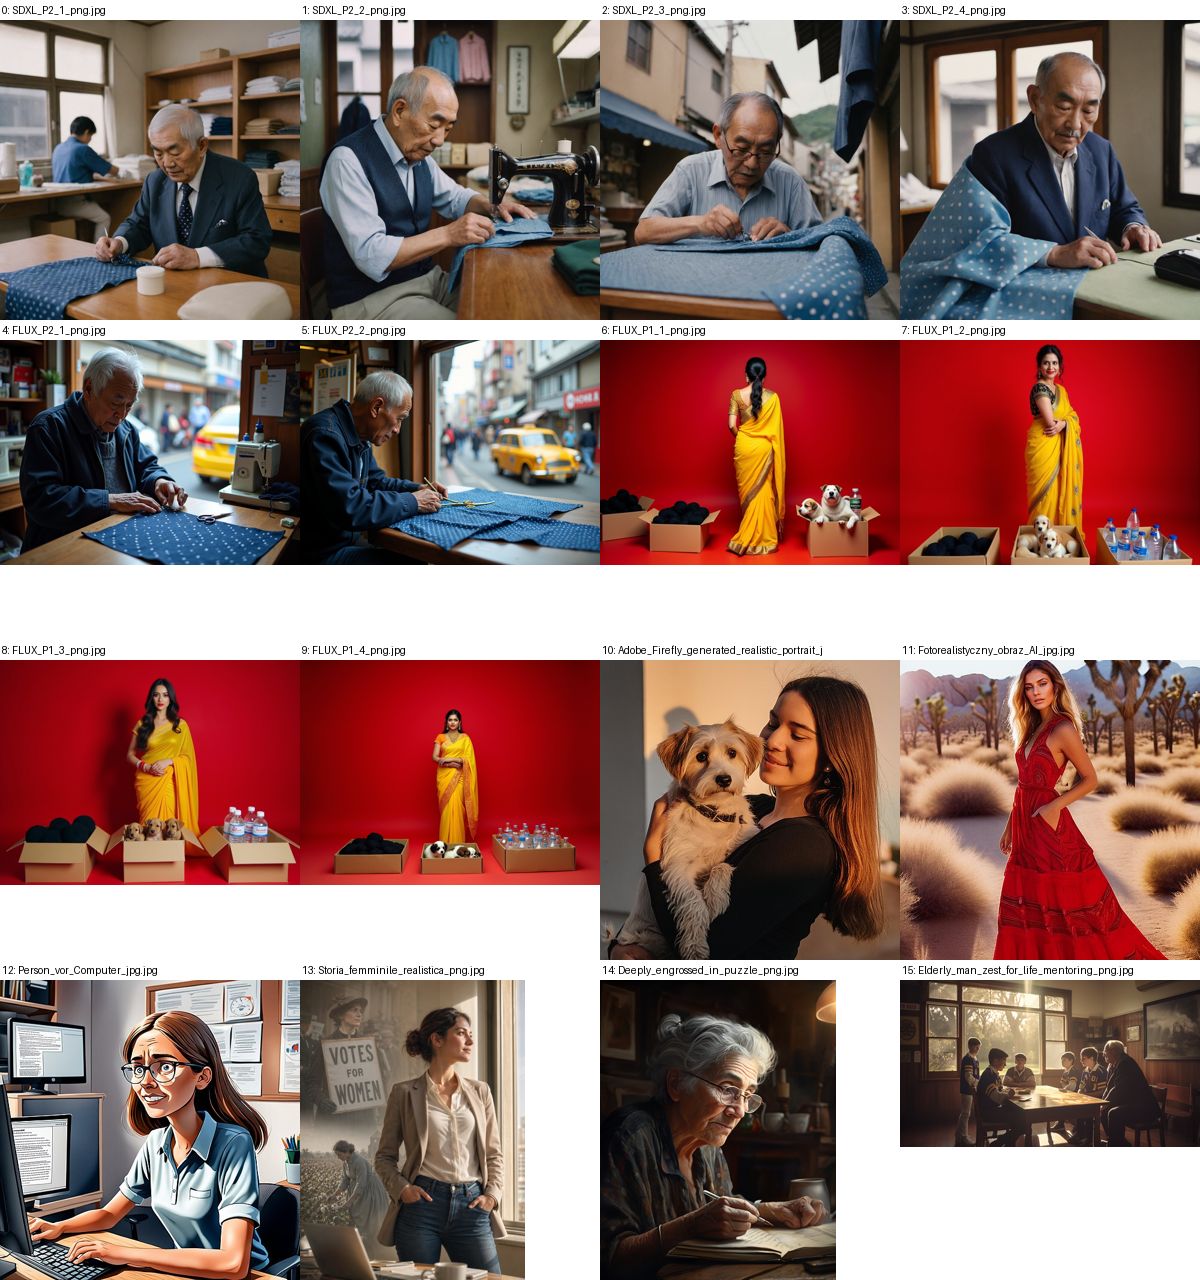 0: SDXL_P2_1_png.jpg
1: SDXL_P2_2_png.jpg
2: SDXL_P2_3_png.jpg
3: SDXL_P2_4_png.jpg
4: FLUX_P2_1_png.jpg
5: FLUX_P2_2_png.jpg
6: FLUX_P1_1_png.jpg
7: FLUX_P1_2_png.jpg
8: FLUX_P1_3_png.jpg
9: FLUX_P1_4_png.jpg
10: Adobe_Firefly_generated_realistic_portrait_j
11: Fotorealistyczny_obraz_AI_jpg.jpg
12: Person_vor_Computer_jpg.jpg
13: Storia_femminile_realistica_png.jpg
14: Deeply_engrossed_in_puzzle_png.jpg
15: Elderly_man_zest_for_life_mentoring_png.jpg
VOTES
FOR
WOMEN